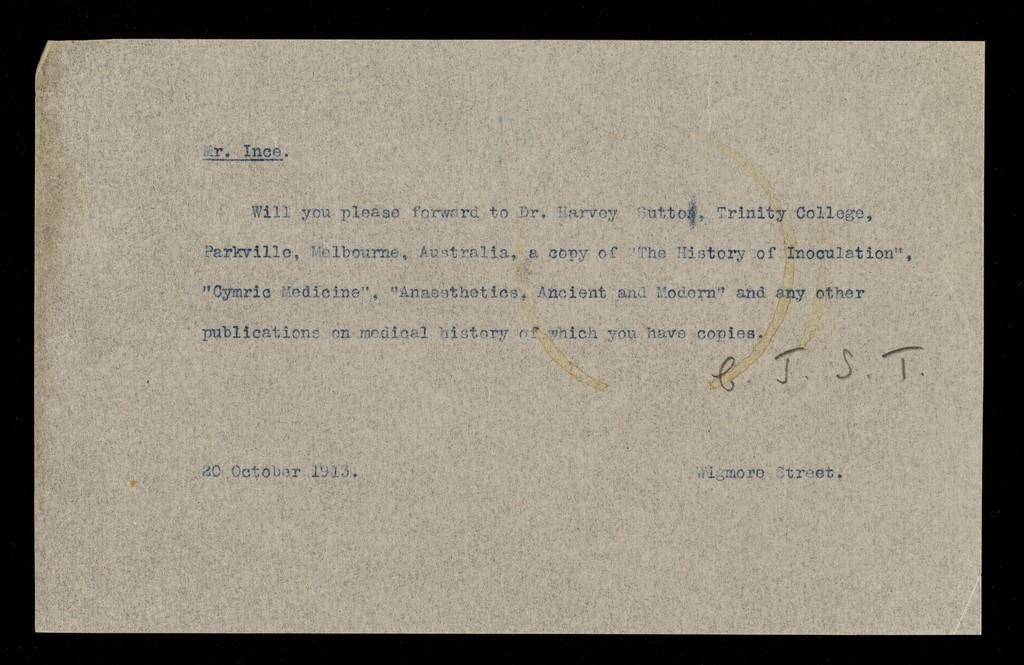 Mr. Ince.
Will you please forward to Dr. Harvey Sutton, Trinity College,
Parkville, Melbourne, Australia, a copy of "The History of Inoculation",
"Cymric Medicine", "Anaesthetics, Ancient and Modern" and any other
publications on medical history of which you have copies.
C. J. S. T.
20 October 1913. Wigmore Street.